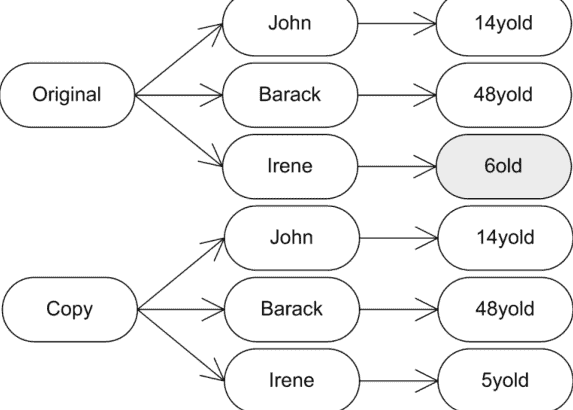 John
14yold
Original
Barack
48yold
Irene
6old
John
14yold
Copy
Barack
48yold
Irene
5yold